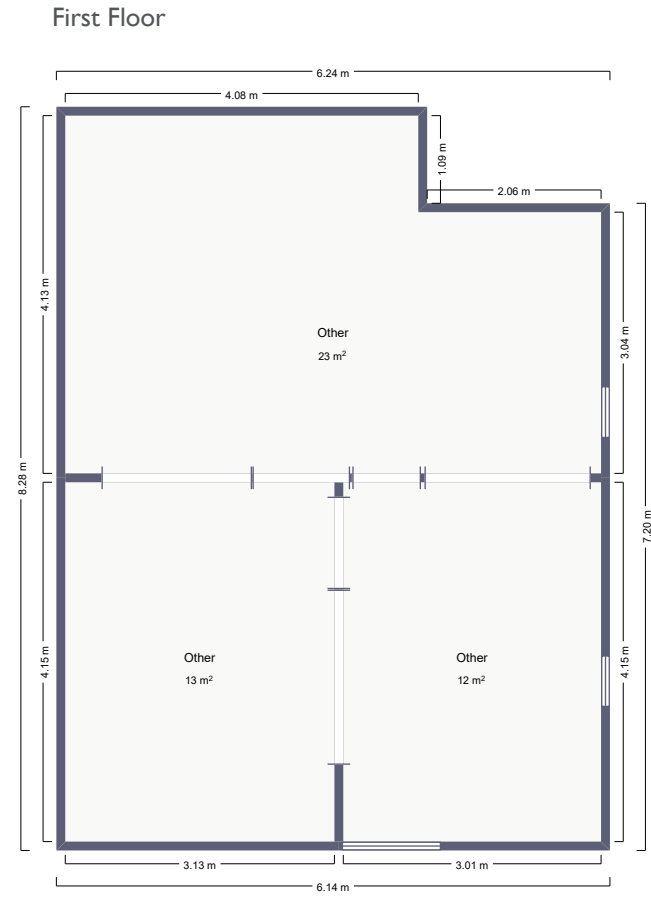 First Floor
6.24 m
4.08 m
1.09 m
2.06 m
4.13 m
3.04 m
Other
23 m²
8.28 m
7.20 m
4.15 m
4.15 m
Other
13 m²
Other
12 m²
3.13 m
3.01 m
6.14 m